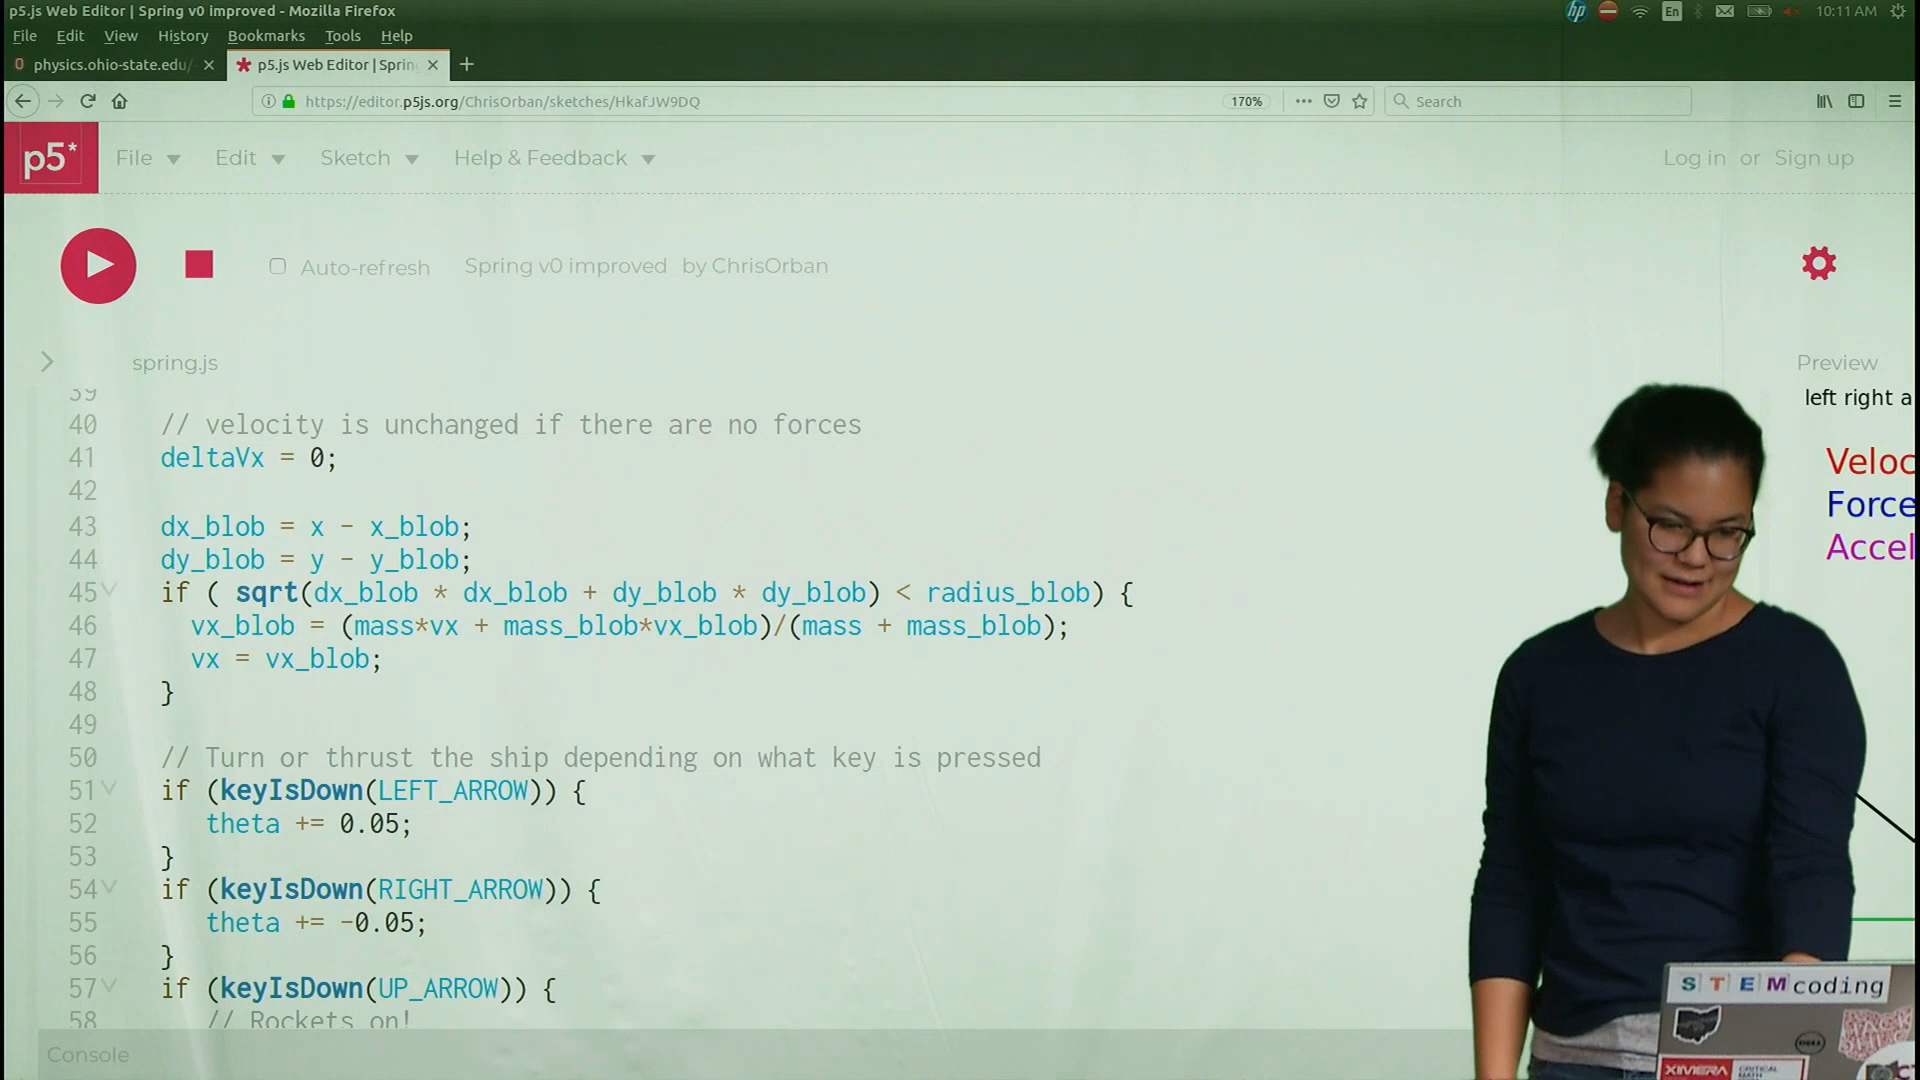 p5.js Web Editor | Spring v0 improved - Mozilla Firefox
10:11 AM
En
File Edit View History Bookmarks Tools Help
physics.ohio-state.edu/
p5.js Web Editor | Sprin
https://editor.p5js.org/ChrisOrban/sketches/HkafJW9DQ
170%
Search
p5*
File Edit Sketch Help & Feedback
Log in or Sign up
Auto-refresh Spring v0 improved by ChrisOrban
spring.js
Preview
left right a
Veloc
Force
Accel
39
40 // velocity is unchanged if there are no forces
41 deltaVx = 0;
42
43 dx_blob = x - x_blob;
44 dy_blob = y - y_blob;
45 if ( sqrt(dx_blob * dx_blob + dy_blob * dy_blob) < radius_blob) {
46 vx_blob = (mass*vx + mass_blob*vx_blob)/(mass + mass_blob);
47 vx = vx_blob;
48 }
49
50 // Turn or thrust the ship depending on what key is pressed
51 if (keyIsDown(LEFT_ARROW)) {
52 theta += 0.05;
53 }
54 if (keyIsDown(RIGHT_ARROW)) {
55 theta += -0.05;
56 }
57 if (keyIsDown(UP_ARROW)) {
58 // Rockets on!
Console
STEMcoding
XIMERA